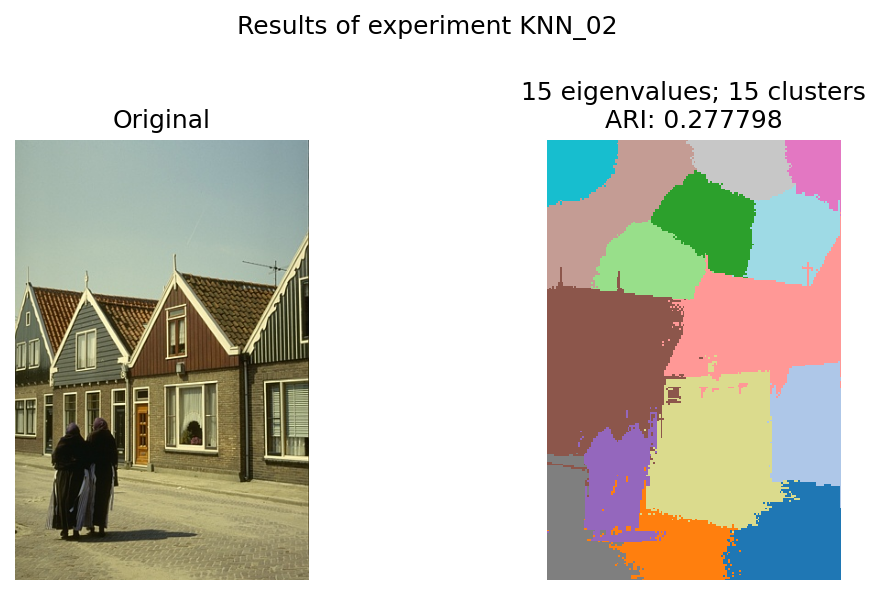 Results of experiment KNN_02
Original
15 eigenvalues; 15 clusters
ARI: 0.277798